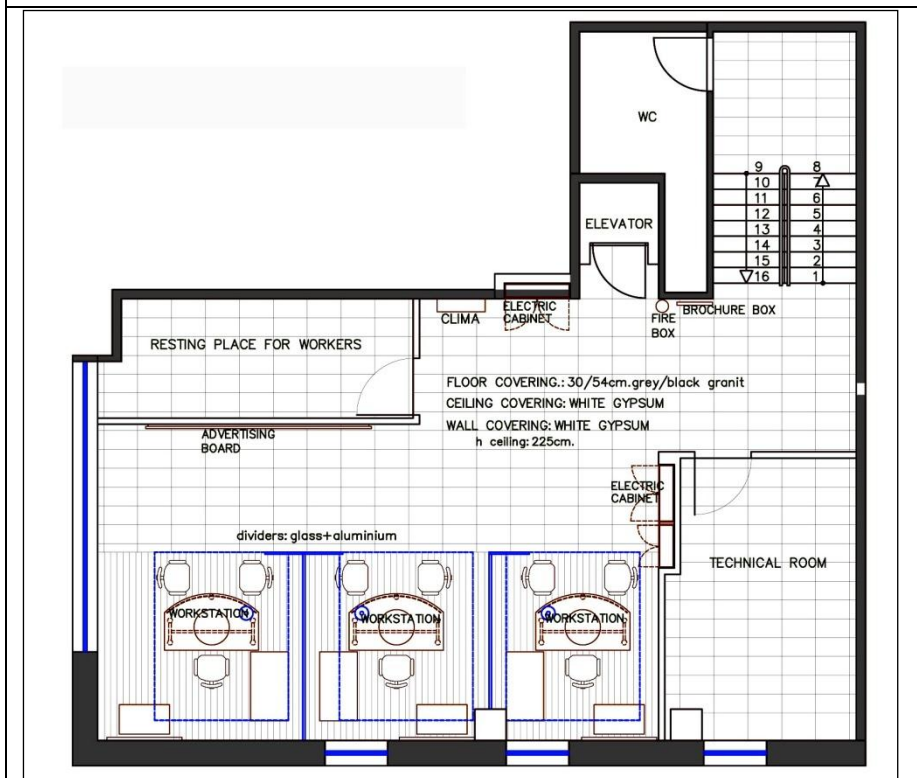 WC
9 8
10 7
11 6
12 5
13 4
14 3
15 2
16 1
ELEVATOR
ELECTRIC
CABINET
CLIMA
FIRE
BOX
BROCHURE BOX
RESTING PLACE FOR WORKERS
FLOOR COVERING.: 30/54cm.grey/black granit
CEILING COVERING: WHITE GYPSUM
WALL COVERING: WHITE GYPSUM
h ceiling: 225cm.
ADVERTISING
BOARD
ELECTRIC
CABINET
dividers: glass+aluminium
TECHNICAL ROOM
WORKSTATION
WORKSTATION
WORKSTATION